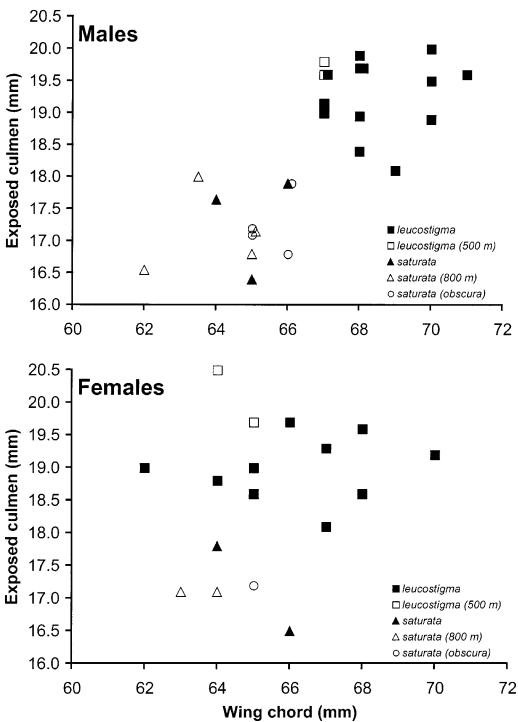 Males
Exposed culmen (mm)
20.5
20.0
19.5
19.0
18.5
18.0
17.5
17.0
16.5
16.0
leucostigma
leucostigma (500 m)
saturata
saturata (800 m)
saturata (obscura)
60 62 64 66 68 70 72
Females
Exposed culmen (mm)
20.5
20.0
19.5
19.0
18.5
18.0
17.5
17.0
16.5
16.0
leucostigma
leucostigma (500 m)
saturata
saturata (800 m)
saturata (obscura)
60 62 64 66 68 70 72
Wing chord (mm)